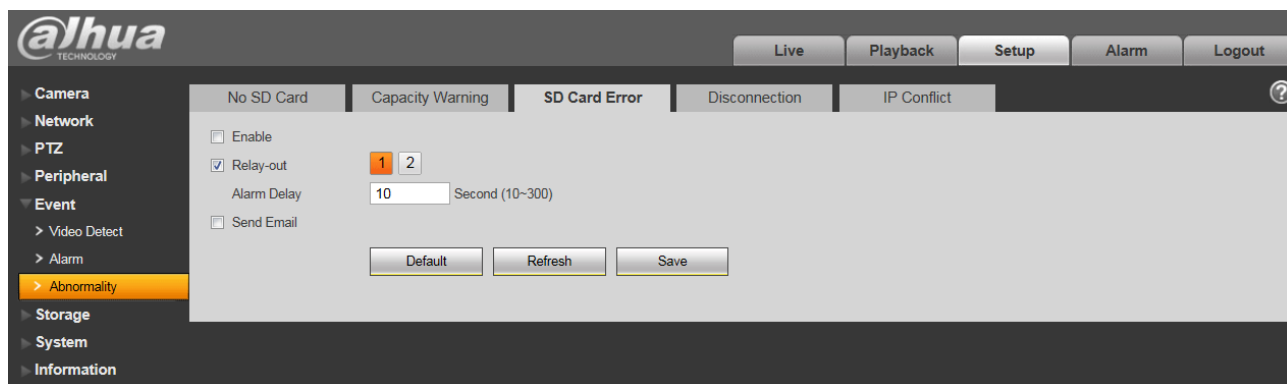 alhua
TECHNOLOGY
Live Playback Setup Alarm Logout
Camera
Network
PTZ
Peripheral
Event
> Video Detect
> Alarm
> Abnormality
Storage
System
Information
No SD Card Capacity Warning SD Card Error Disconnection IP Conflict ?
Enable
Relay-out 1 2
Alarm Delay 10 Second (10~300)
Send Email
Default Refresh Save